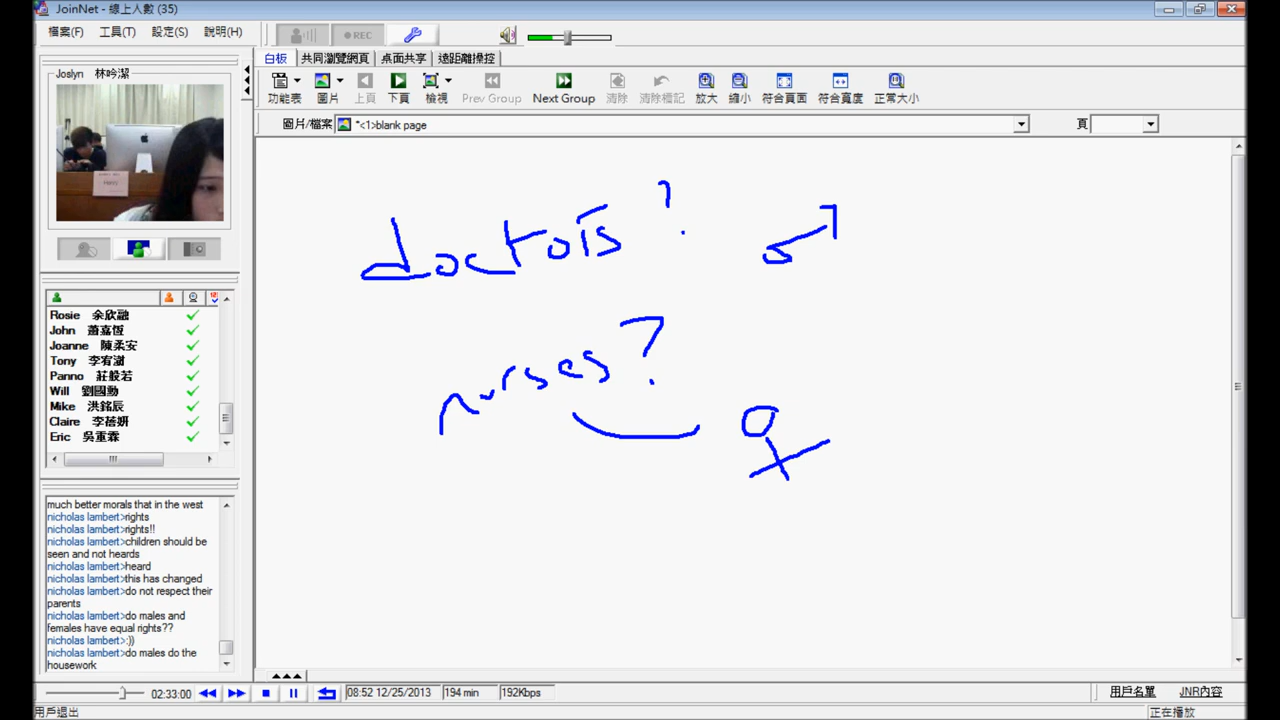 JoinNet - 線上人數 (35)
檔案(F) 工具(T) 設定(S) 說明(H)
REC
Joslyn 林吟潔
白板 共同瀏覽網頁 桌面共享 遠距離操控
功能表 圖片 上頁 下頁 檢視 Prev Group Next Group 清除 清除標記 放大 縮小 符合頁面 符合寬度 正常大小
圖片/檔案 *<1>blank page 頁
doctors?
nurses?
Rosie 余欣融
John 蕭嘉恆
Joanne 陳柔安
Tony 李宥澍
Panno 莊般若
Will 劉國勳
Mike 洪銘辰
Claire 李蓓妍
Eric 吳重霖
much better morals that in the west
nicholas lambert>rights
nicholas lambert>rights!!
nicholas lambert>children should be
seen and not heards
nicholas lambert>heard
nicholas lambert>this has changed
nicholas lambert>do not respect their
parents
nicholas lambert>do males and
females have equal rights??
nicholas lambert>:))
nicholas lambert>do males do the
housework
02:33:00 08:52 12/25/2013 194 min 192Kbps 用戶名單 JNR內容
用戶退出 正在播放